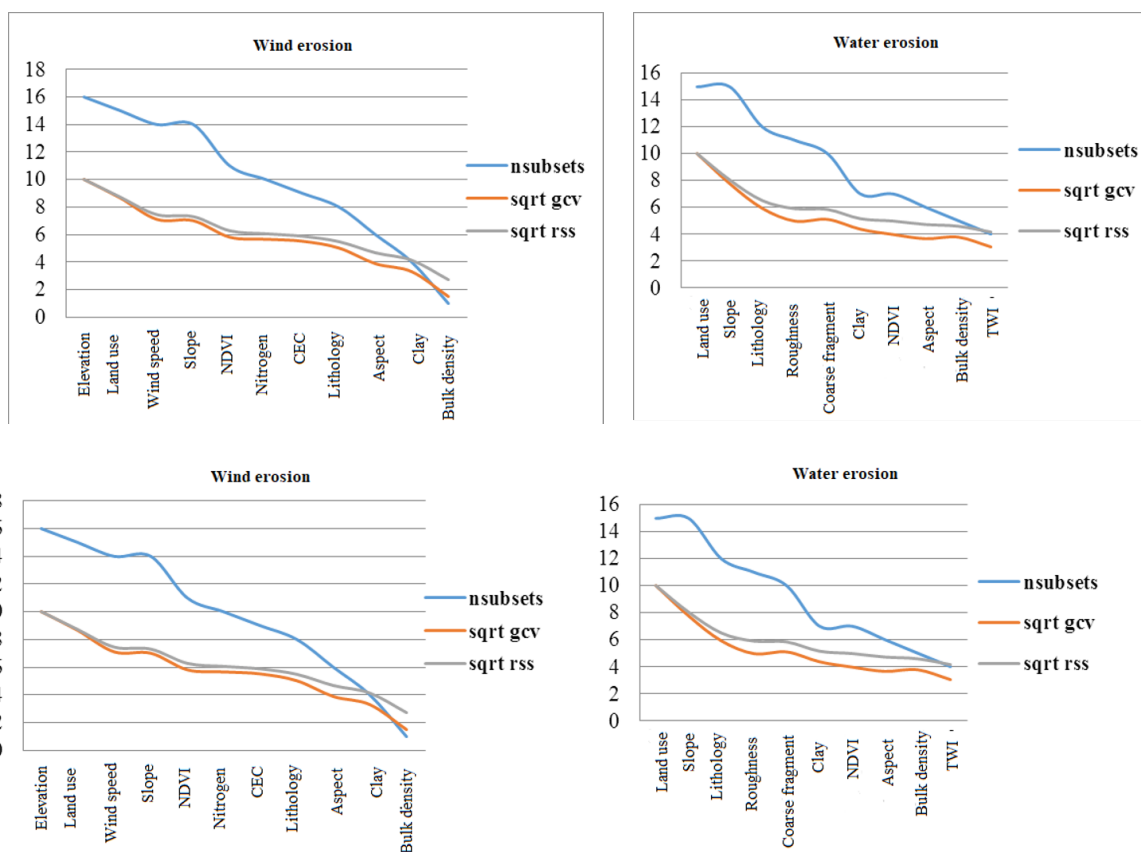 Wind erosion
18
16
14
12
10
8
6
4
2
0
Elevation
Land use
Wind speed
Slope
NDVI
Nitrogen
CEC
Lithology
Aspect
Clay
Bulk density
nsubsets
sqrt gcv
sqrt rss
Water erosion
16
14
12
10
8
6
4
2
0
Land use
Slope
Lithology
Roughness
Coarse fragment
Clay
NDVI
Aspect
Bulk density
TWI
nsubsets
sqrt gcv
sqrt rss
Wind erosion
Elevation
Land use
Wind speed
Slope
NDVI
Nitrogen
CEC
Lithology
Aspect
Clay
Bulk density
nsubsets
sqrt gcv
sqrt rss
Water erosion
16
14
12
10
8
6
4
2
0
Land use
Slope
Lithology
Roughness
Coarse fragment
Clay
NDVI
Aspect
Bulk density
TWI
nsubsets
sqrt gcv
sqrt rss